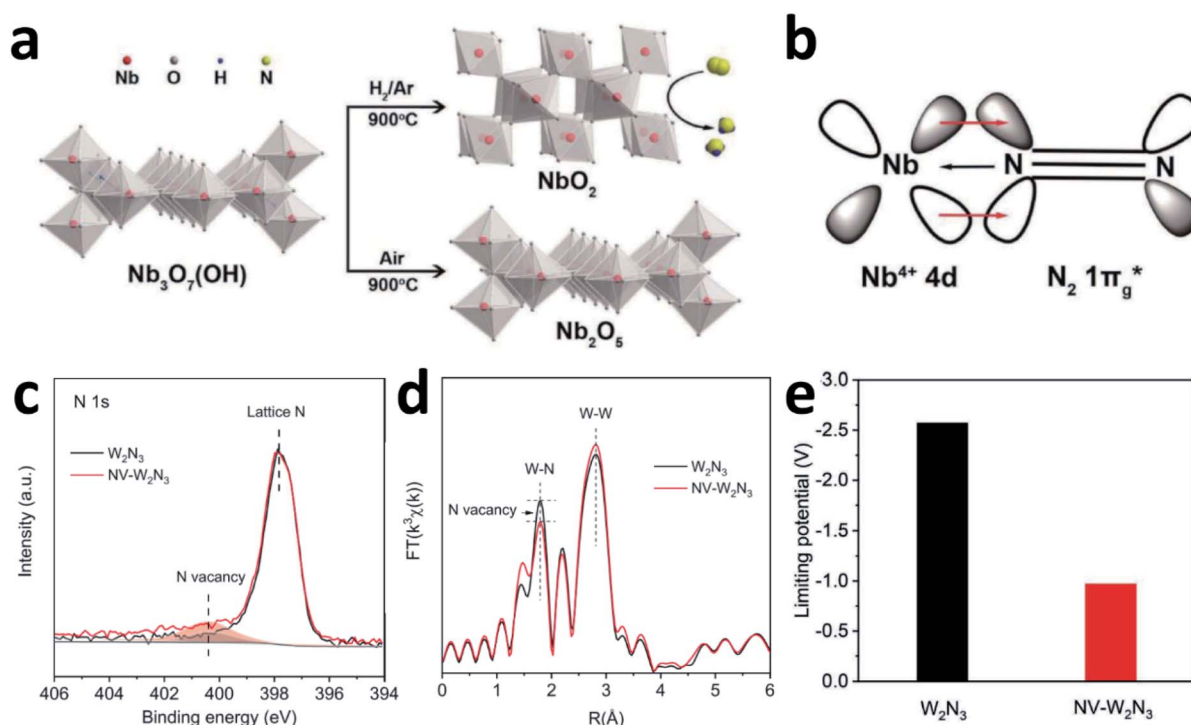 a
Nb O H N
Nb₃O₇(OH)
H₂/Ar
900°C
NbO₂
Air
900°C
Nb₂O₅
b
Nb N N
Nb⁴⁺ 4d N₂ 1πg*
c
N 1s
Lattice N
W₂N₃
NV-W₂N₃
N vacancy
Intensity (a.u.)
406 404 402 400 398 396 394
Binding energy (eV)
d
W-W
W-N
W₂N₃
NV-W₂N₃
N vacancy
FT(k³χ(k))
0 1 2 3 4 5 6
R(Å)
e
-3.0
-2.5
-2.0
-1.5
-1.0
-0.5
0.0
Limiting potential (V)
W₂N₃ NV-W₂N₃